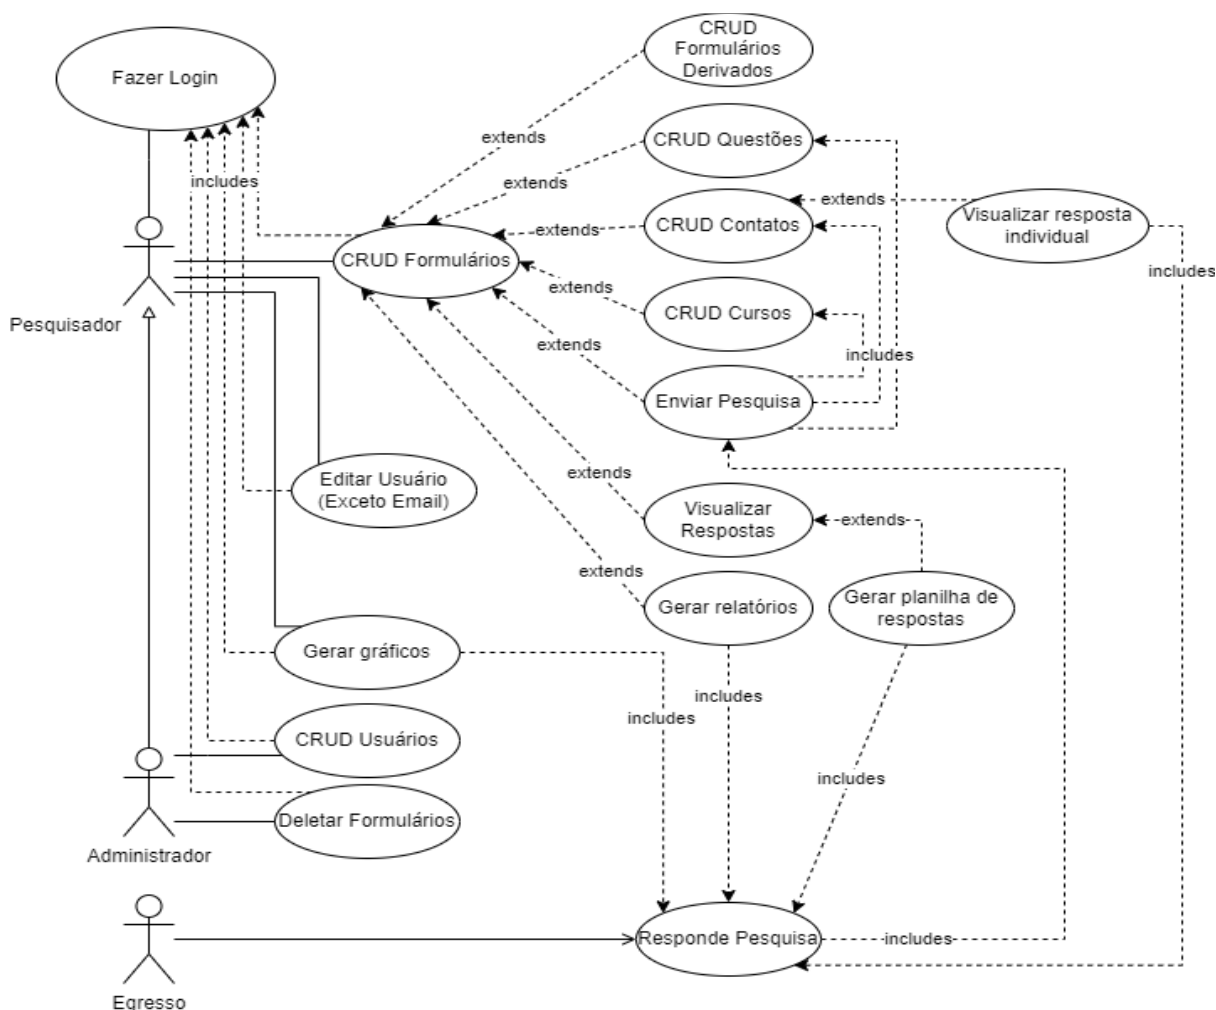 CRUD
Formulários
Derivados
Fazer Login
extends
CRUD Questões
extends
includes
extends
Visualizar resposta
individual
CRUD Contatos
extends
CRUD Formulários
includes
extends
CRUD Cursos
Pesquisador
extends
includes
Enviar Pesquisa
extends
Editar Usuário
(Exceto Email)
Visualizar
Respostas
extends
extends
Gerar relatórios
Gerar planilha de
respostas
Gerar gráficos
includes
includes
CRUD Usuários
includes
Deletar Formulários
Administrador
Responde Pesquisa
includes
Egresso